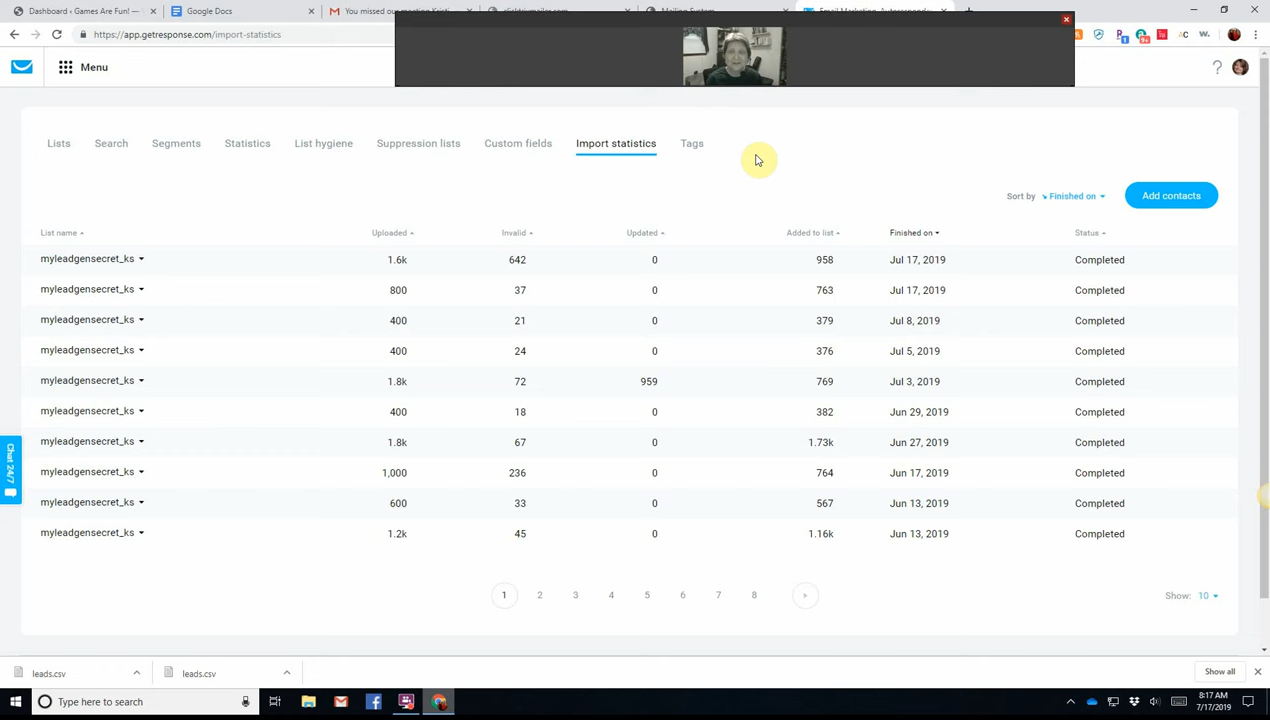 Dashboard ‹ Games Are Fun! —
Google Docs
You missed our meeting Kristi
clicktrixmailer.com
Mailing System
Email Marketing, Autoresponder
https://app.getresponse.com/import-statistics
Menu
Lists Search Segments Statistics List hygiene Suppression lists Custom fields Import statistics Tags
Sort by Finished on Add contacts
List name Uploaded Invalid Updated Added to list Finished on Status
myleadgensecret_ks 1.6k 642 0 958 Jul 17, 2019 Completed
myleadgensecret_ks 800 37 0 763 Jul 17, 2019 Completed
myleadgensecret_ks 400 21 0 379 Jul 8, 2019 Completed
myleadgensecret_ks 400 24 0 376 Jul 5, 2019 Completed
myleadgensecret_ks 1.8k 72 959 769 Jul 3, 2019 Completed
myleadgensecret_ks 400 18 0 382 Jun 29, 2019 Completed
myleadgensecret_ks 1.8k 67 0 1.73k Jun 27, 2019 Completed
myleadgensecret_ks 1,000 236 0 764 Jun 17, 2019 Completed
myleadgensecret_ks 600 33 0 567 Jun 13, 2019 Completed
myleadgensecret_ks 1.2k 45 0 1.16k Jun 13, 2019 Completed
Chat 24/7
1 2 3 4 5 6 7 8
Show: 10
leads.csv
leads.csv
Show all
Type here to search
8:17 AM
7/17/2019